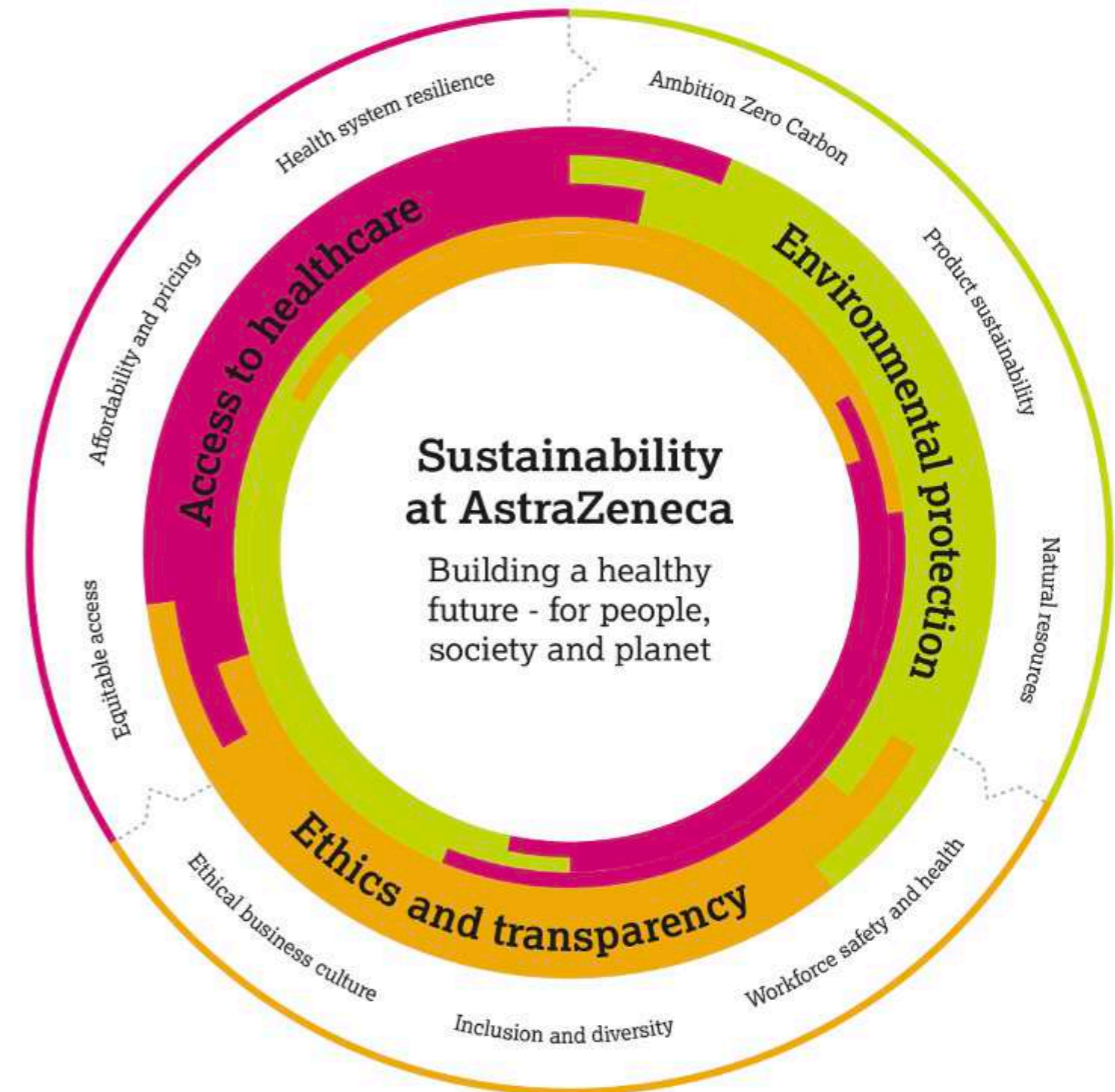 Sustainability
at AstraZeneca
Building a healthy
future - for people,
society and planet
Access to healthcare
Equitable access
Affordability and pricing
Health system resilience
Environmental protection
Ambition Zero Carbon
Product sustainability
Natural resources
Ethics and transparency
Ethical business culture
Inclusion and diversity
Workforce safety and health